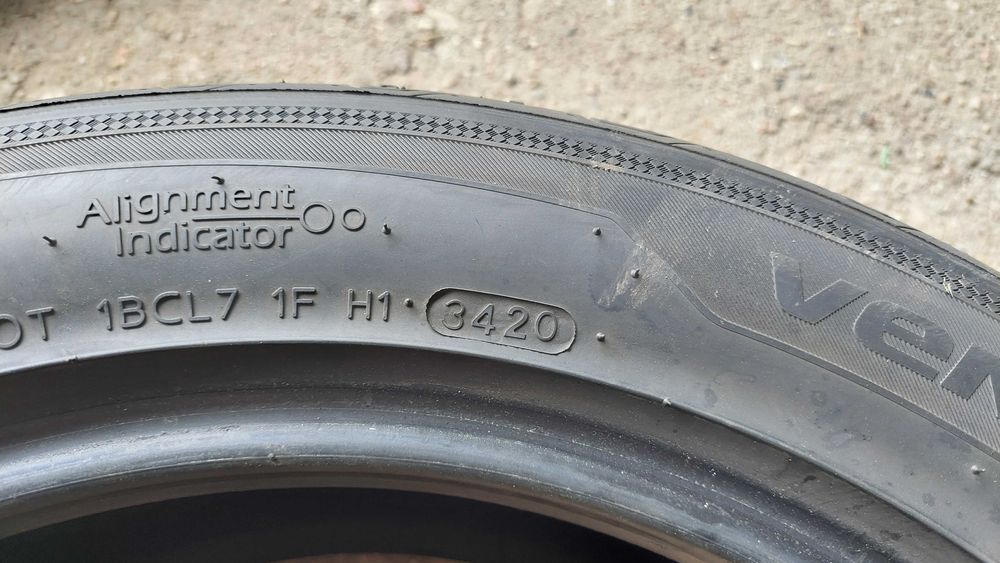 Alignment
Indicator
OT 1BCL7 1F H1 3420
ven